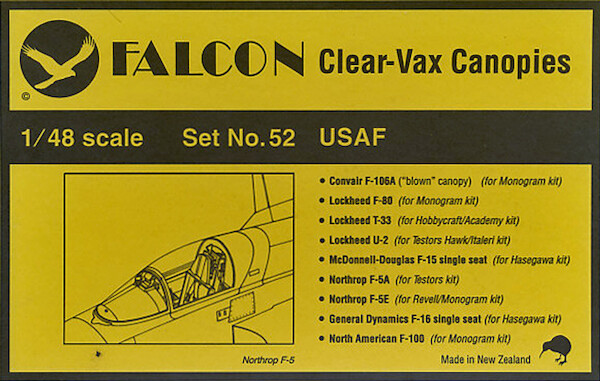 FALCON Clear-Vax Canopies
©
1/48 scale Set No. 52 USAF
• Convair F-106A ("blown" canopy) (for Monogram kit)
• Lockheed F-80 (for Monogram kit)
• Lockheed T-33 (for Hobbycraft/Academy kit)
• Lockheed U-2 (for Testors Hawk/Italeri kit)
• McDonnell-Douglas F-15 single seat (for Hasegawa kit)
• Northrop F-5A (for Testors kit)
• Northrop F-5E (for Revell/Monogram kit)
• General Dynamics F-16 single seat (for Hasegawa kit)
• North American F-100 (for Monogram kit)
Northrop F-5
Made in New Zealand